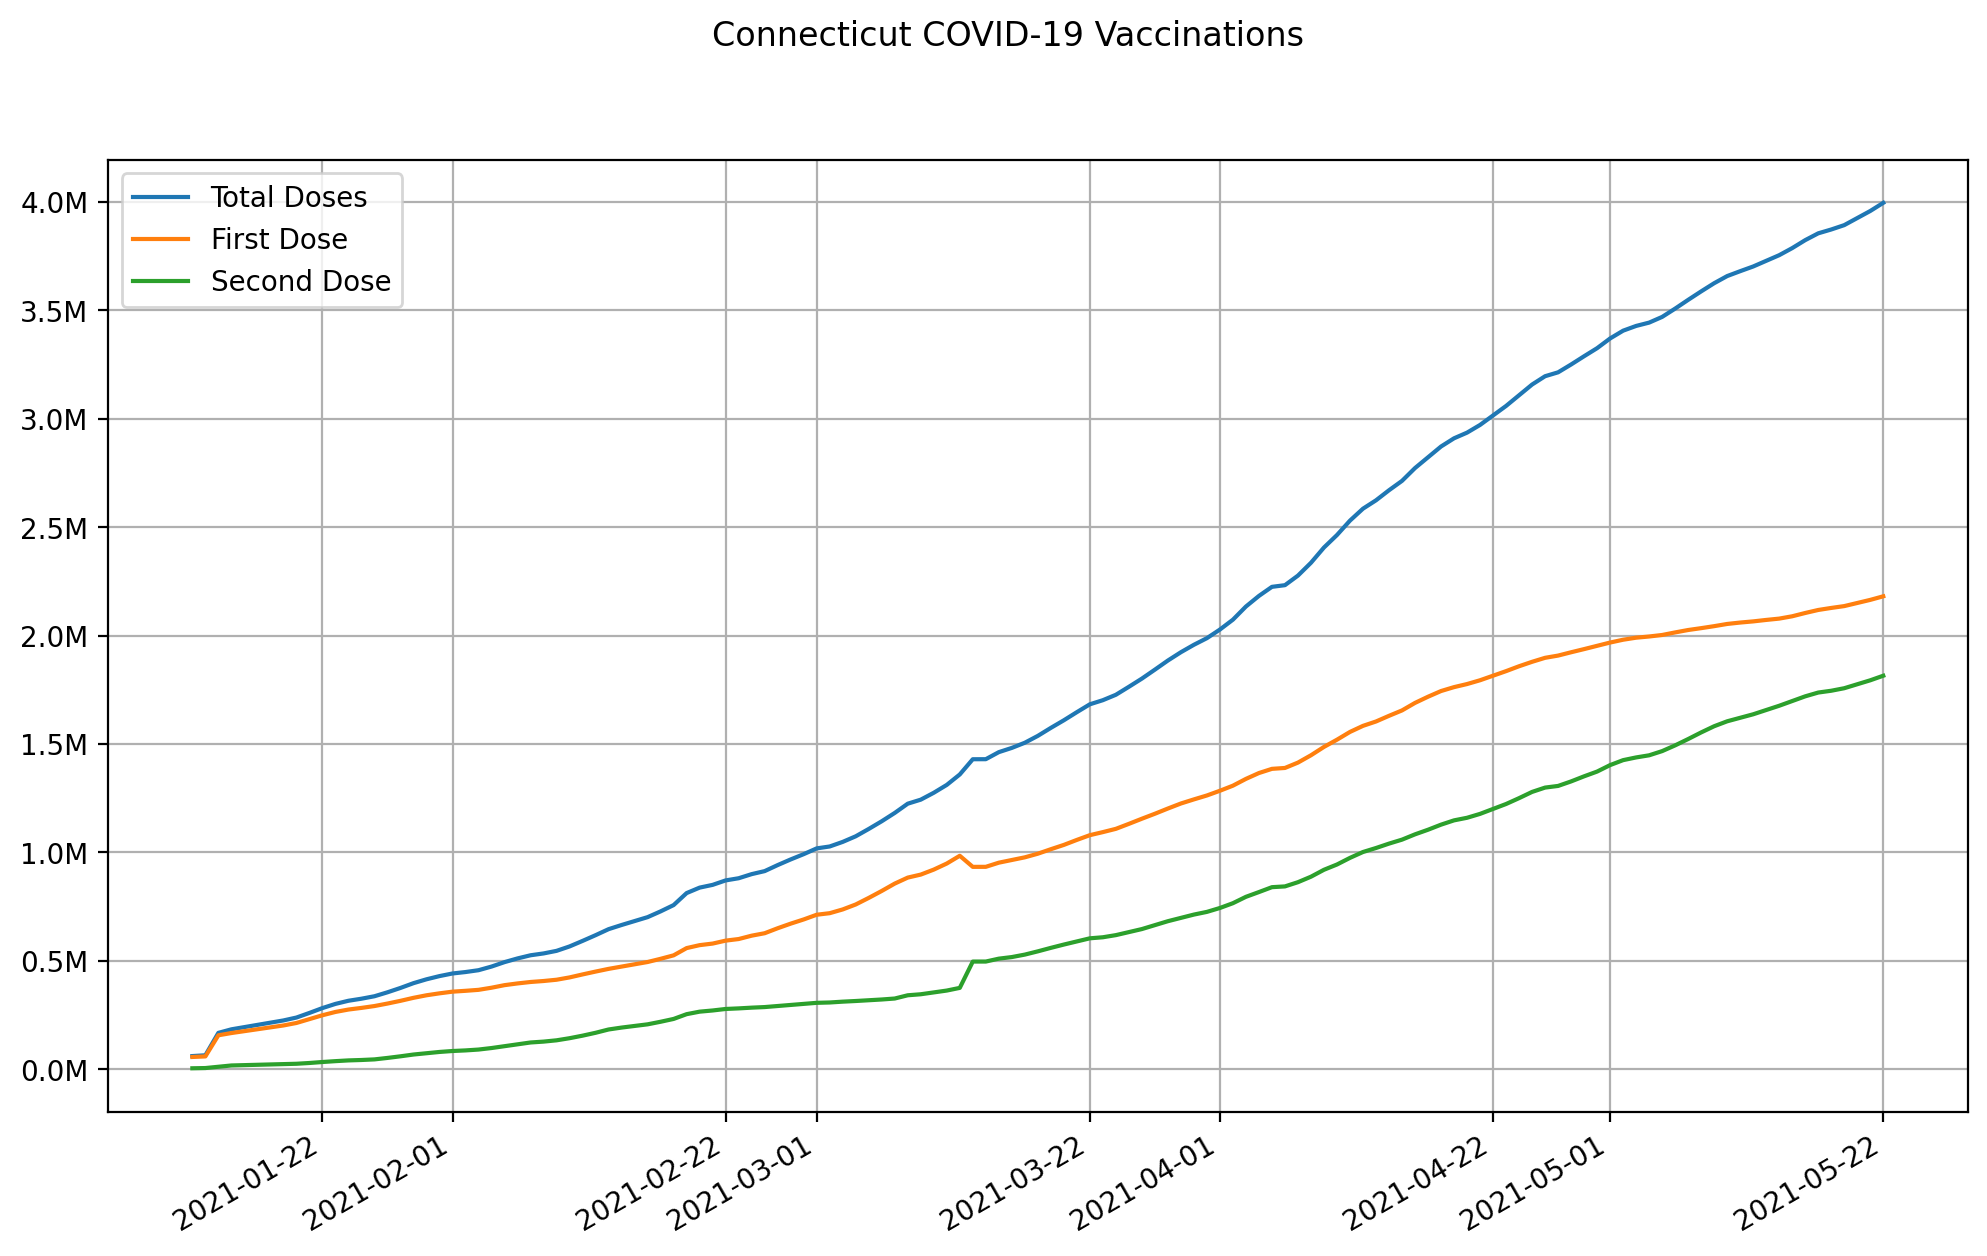 Connecticut COVID-19 Vaccinations
Total Doses
First Dose
Second Dose
4.0M
3.5M
3.0M
2.5M
2.0M
1.5M
1.0M
0.5M
0.0M
2021-01-22
2021-02-01
2021-02-22
2021-03-01
2021-03-22
2021-04-01
2021-04-22
2021-05-01
2021-05-22